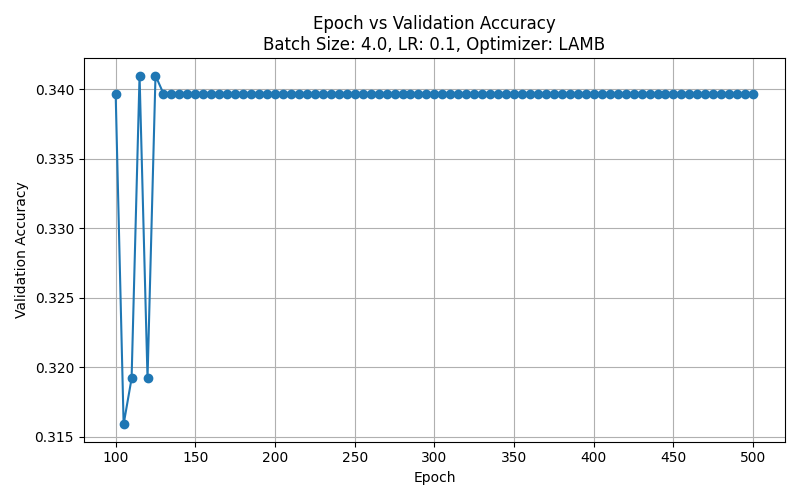 Epoch vs Validation Accuracy
Batch Size: 4.0, LR: 0.1, Optimizer: LAMB
0.340
0.335
0.330
0.325
0.320
0.315
Validation Accuracy
100 150 200 250 300 350 400 450 500
Epoch